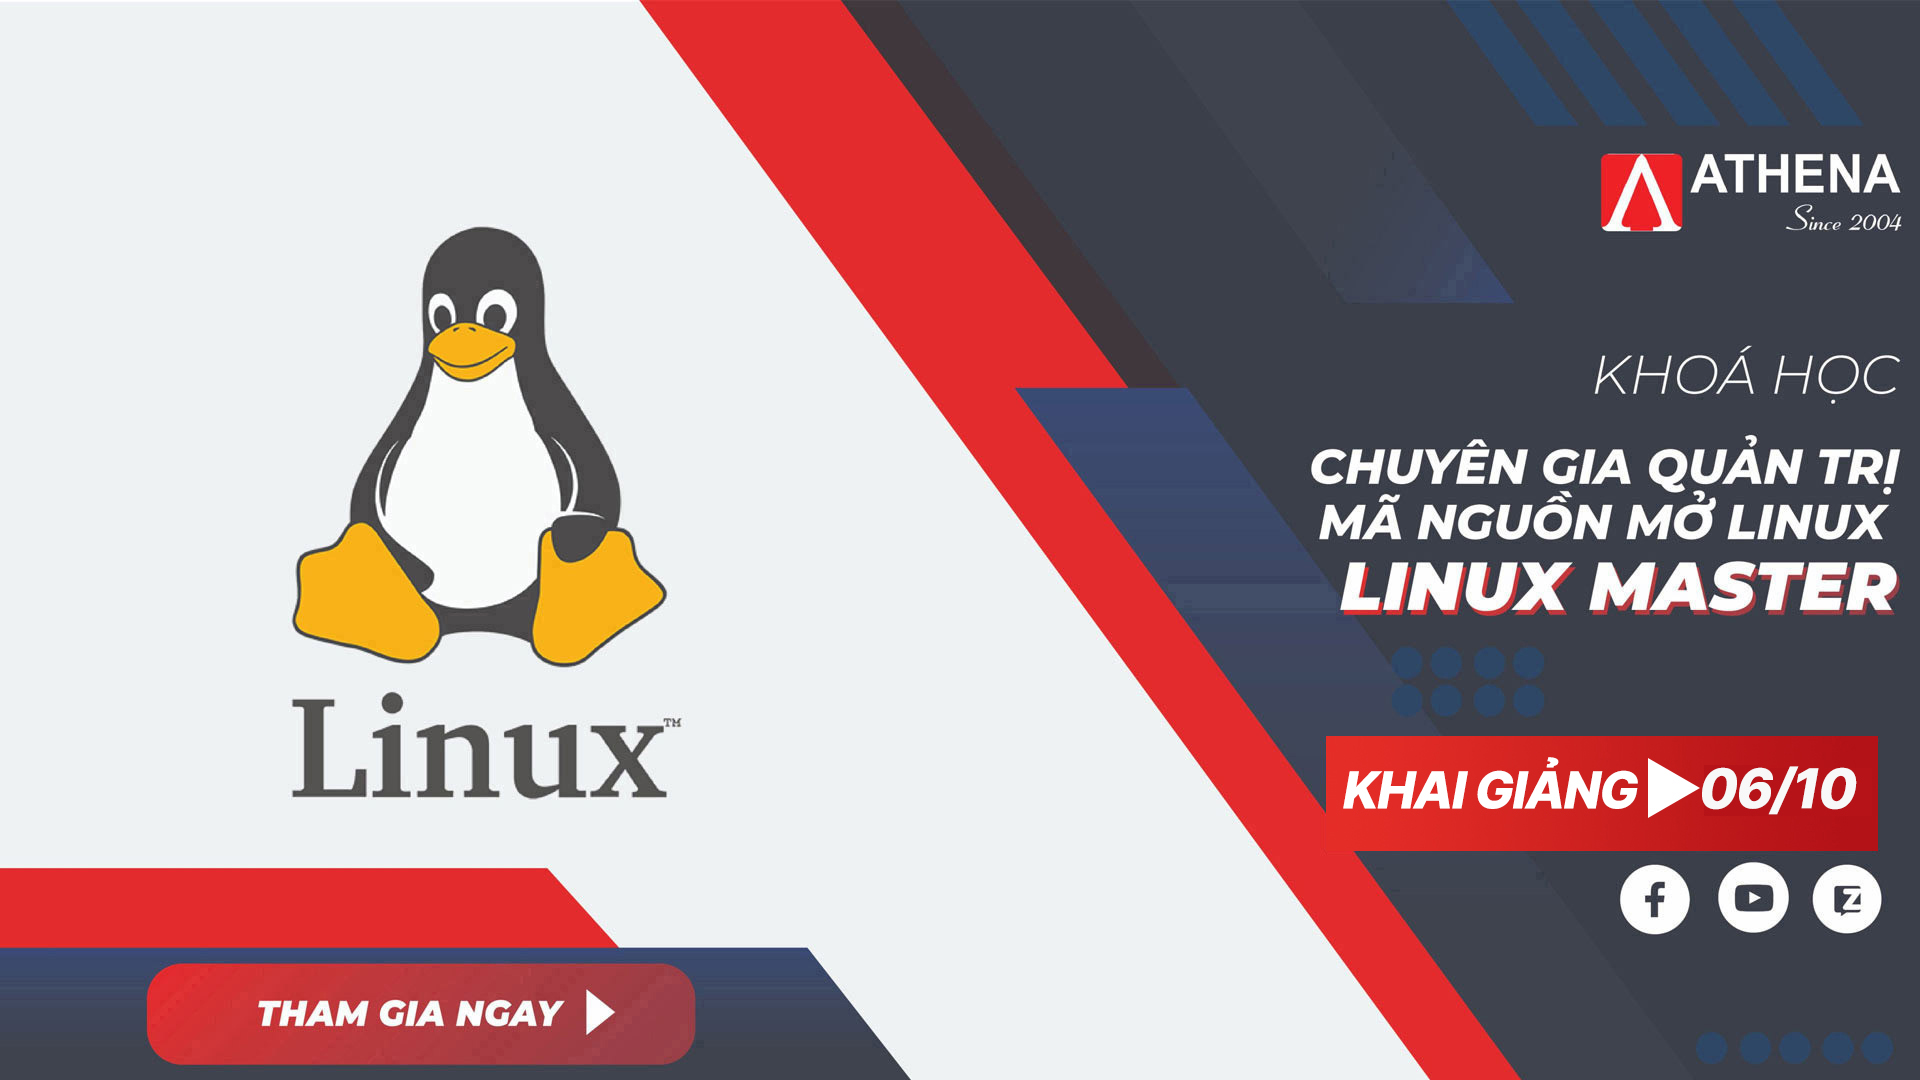 ATHENA
Since 2004
KHOÁ HỌC
CHUYÊN GIA QUẢN TRỊ
MÃ NGUỒN MỞ LINUX
LINUX MASTER
Linux™
KHAI GIẢNG 06/10
THAM GIA NGAY